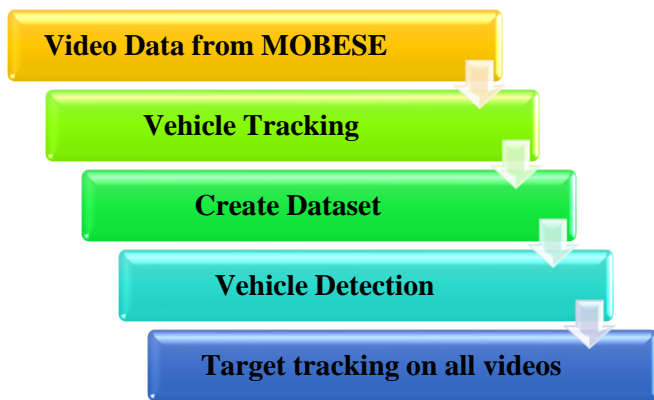 Video Data from MOBESE
Vehicle Tracking
Create Dataset
Vehicle Detection
Target tracking on all videos